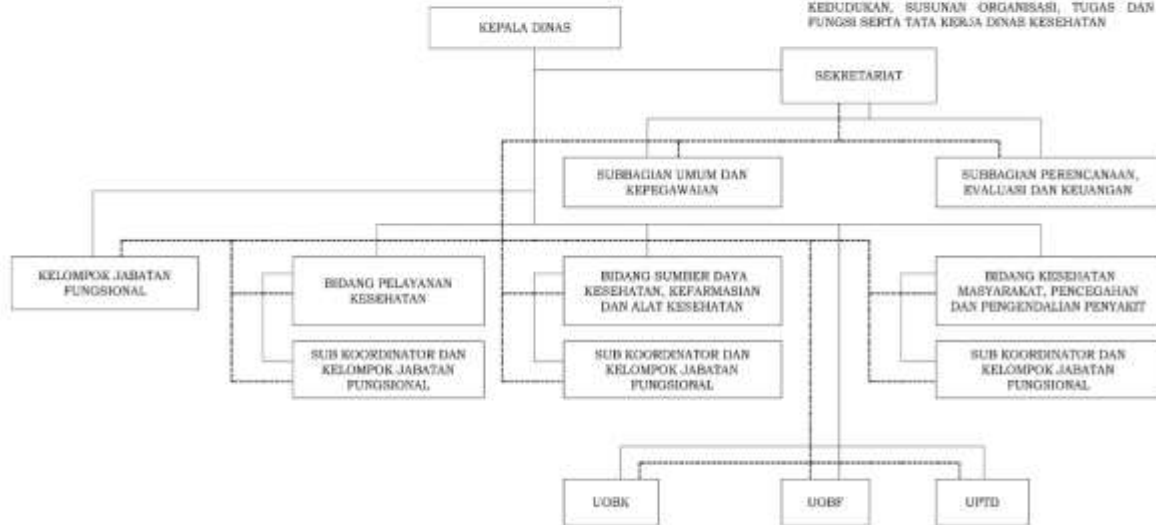 KEDUDUKAN, SUSUNAN ORGANISASI, TUGAS DAN
FUNGSI SERTA TATA KERJA DINAS KESEHATAN
KEPALA DINAS
SEKRETARIAT
SUBBAGIAN UMUM DAN
KEPEGAWAIAN
SUBBAGIAN PERENCANAAN,
EVALUASI DAN KEUANGAN
KELOMPOK JABATAN
FUNGSIONAL
BIDANG PELAYANAN
KESEHATAN
BIDANG SUMBER DAYA
KESEHATAN, KEFARMASIAN
DAN ALAT KESEHATAN
BIDANG KESEHATAN
MASYARAKAT, PENCEGAHAN
DAN PENGENDALIAN PENYAKIT
SUB KOORDINATOR DAN
KELOMPOK JABATAN
FUNGSIONAL
SUB KOORDINATOR DAN
KELOMPOK JABATAN
FUNGSIONAL
SUB KOORDINATOR DAN
KELOMPOK JABATAN
FUNGSIONAL
UOBK
UOBF
UPTD